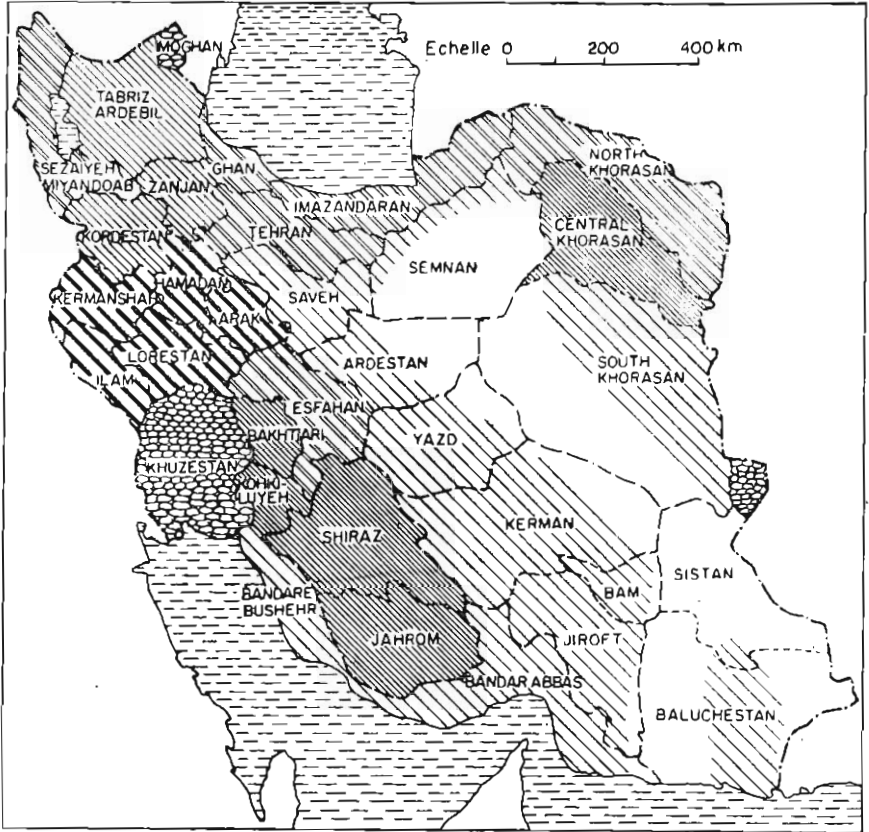 MOGHAN
Echelle 0 200 400 km
TABRIZ
ARDEBIL
GHAN
NORTH
KHORASAN
SEZAIYEH
MIYANDOAB
ZANJAN
IMAZANDARAN
CENTRAL
KHORASAN
KORDESTAN
TEHRAN
SEMNAN
HAMADAN
KERMANSHAH
SAVEH
ARAK
LORESTAN
ARDESTAN
SOUTH
KHORASAN
ILAM
ESFAHAN
BAKHTIARI
YAZD
KHUZESTAN
KOHKI-
LUYEH
KERMAN
SHIRAZ
SISTAN
BANDARE
BUSHEHR
BAM
JAHROM
JIROFT
BANDAR ABBAS
BALUCHESTAN